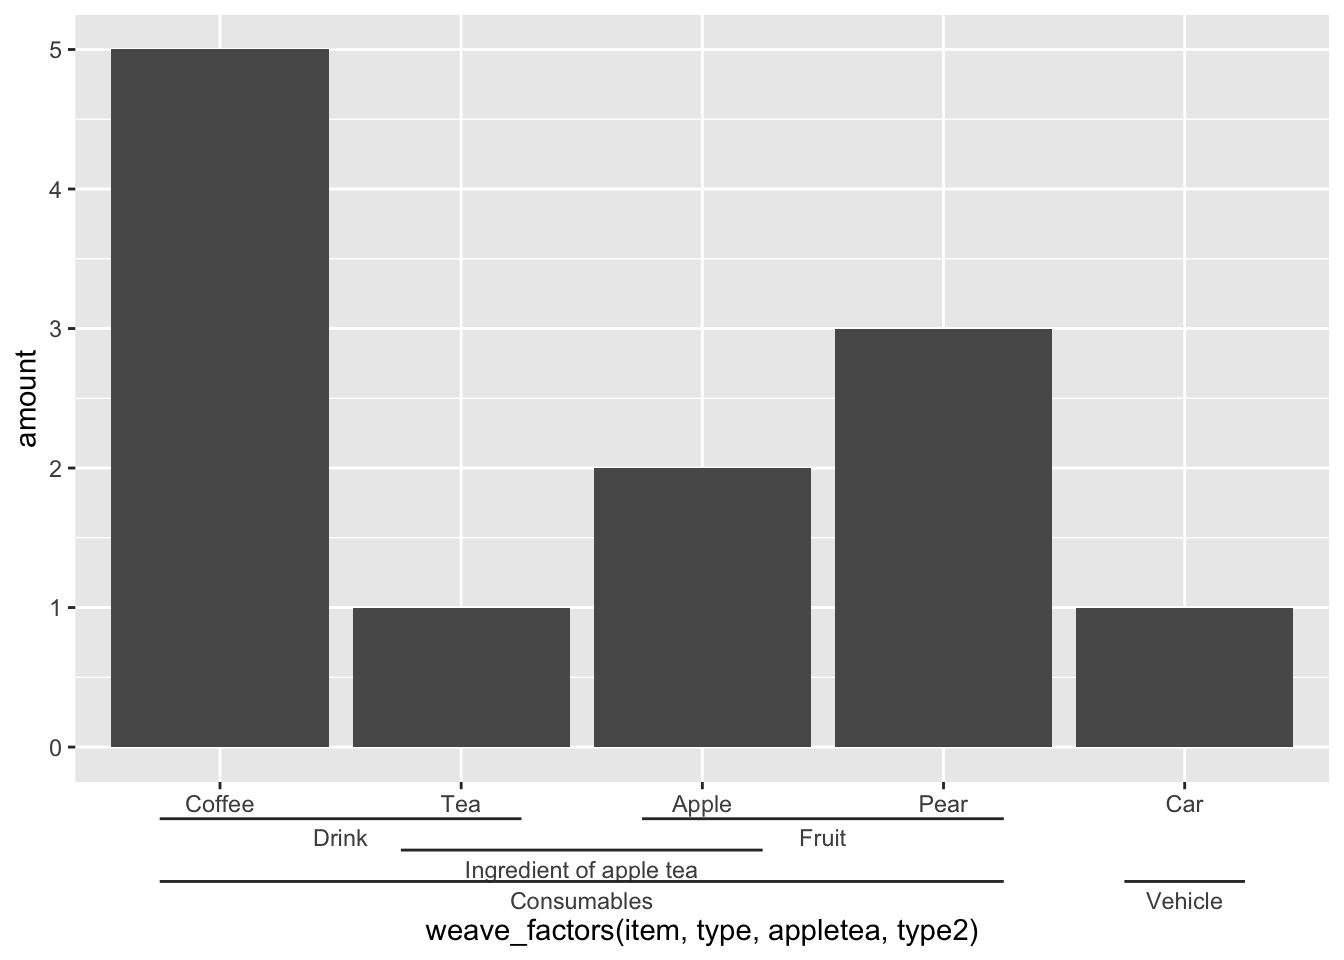 5
4
3
2
1
0
amount
Coffee Tea Apple Pear Car
Drink Fruit
Ingredient of apple tea
Consumables Vehicle
weave_factors(item, type, appletea, type2)